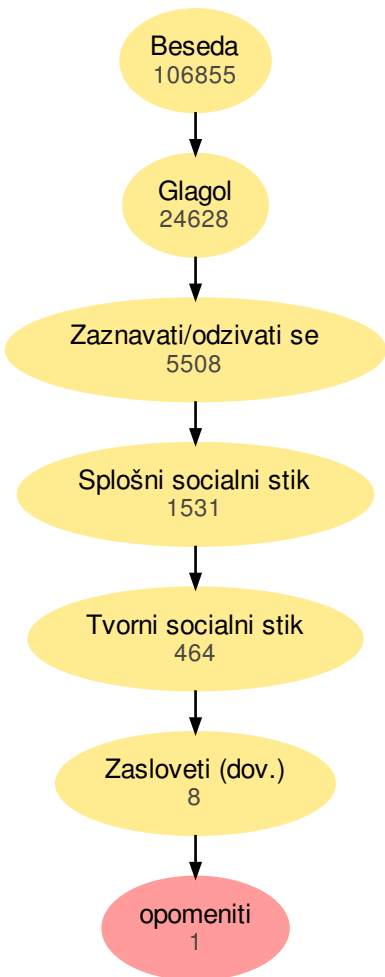 Beseda
106855
Glagol
24628
Zaznavati/odzivati se
5508
Splošni socialni stik
1531
Tvorni socialni stik
464
Zasloveti (dov.)
8
opomeniti
1